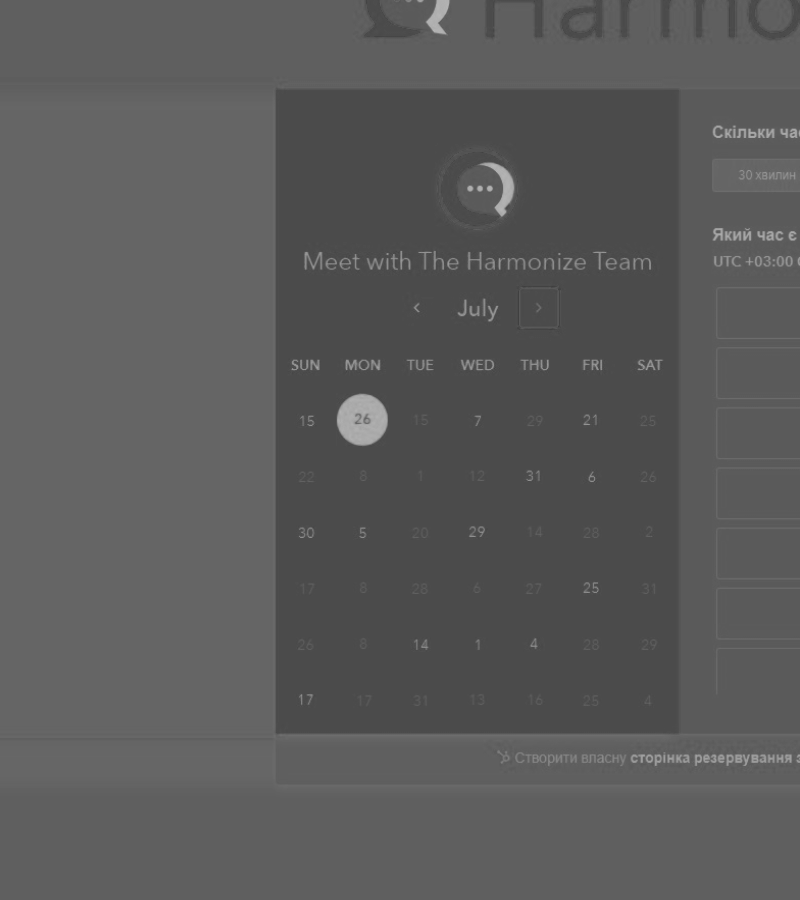 Harmo
Meet with The Harmonize Team
July
SUN MON TUE WED THU FRI SAT
15 26 15 7 29 21 25
22 8 1 12 31 6 26
30 5 20 29 14 28 2
17 8 28 6 27 25 31
26 8 14 1 4 28 29
17 17 31 13 16 25 4
Скільки ча
30 хвилин
Який час є
UTC +03:00
Створити власну сторінка резервування з